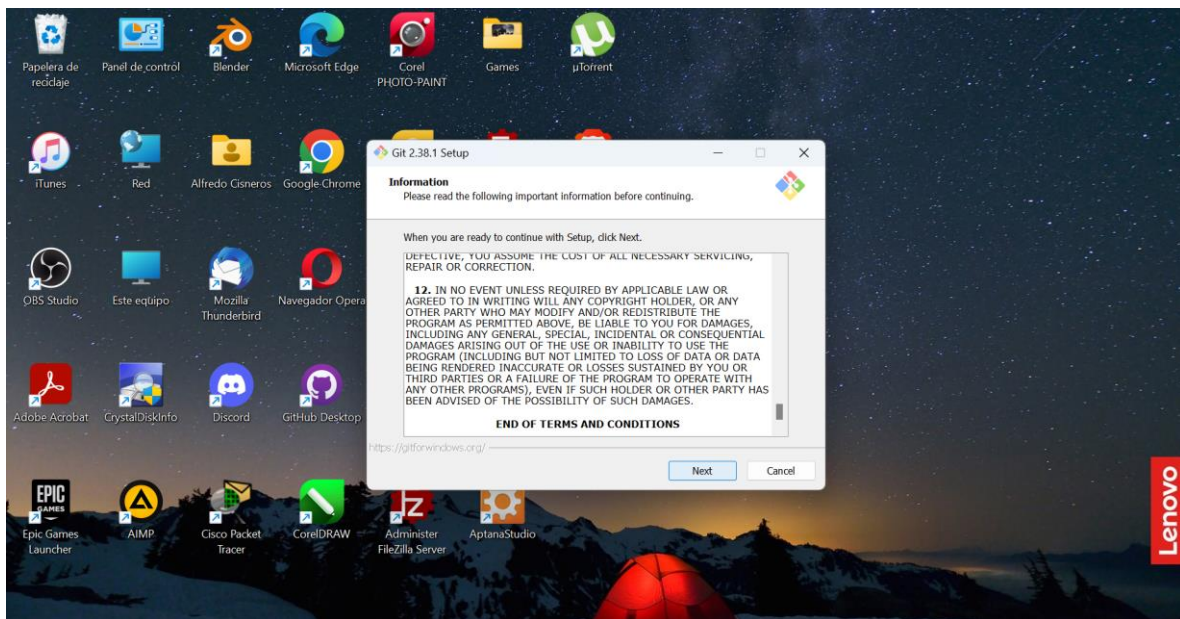 Papelera de
reciclaje
Panel de control
Blender
Microsoft Edge
Corel
PHOTO-PAINT
Games
µTorrent
iTunes
Red
Alfredo Cisneros
Google Chrome
OBS Studio
Este equipo
Mozilla
Thunderbird
Navegador Opera
Adobe Acrobat
CrystalDiskInfo
Discord
GitHub Desktop
EPIC
GAMES
Epic Games
Launcher
AIMP
Cisco Packet
Tracer
CorelDRAW
Administer
FileZilla Server
AptanaStudio
Git 2.38.1 Setup
Information
Please read the following important information before continuing.
When you are ready to continue with Setup, click Next.
DEFECTIVE, YOU ASSUME THE COST OF ALL NECESSARY SERVICING,
REPAIR OR CORRECTION.
12. IN NO EVENT UNLESS REQUIRED BY APPLICABLE LAW OR
AGREED TO IN WRITING WILL ANY COPYRIGHT HOLDER, OR ANY
OTHER PARTY WHO MAY MODIFY AND/OR REDISTRIBUTE THE
PROGRAM AS PERMITTED ABOVE, BE LIABLE TO YOU FOR DAMAGES,
INCLUDING ANY GENERAL, SPECIAL, INCIDENTAL OR CONSEQUENTIAL
DAMAGES ARISING OUT OF THE USE OR INABILITY TO USE THE
PROGRAM (INCLUDING BUT NOT LIMITED TO LOSS OF DATA OR DATA
BEING RENDERED INACCURATE OR LOSSES SUSTAINED BY YOU OR
THIRD PARTIES OR A FAILURE OF THE PROGRAM TO OPERATE WITH
ANY OTHER PROGRAMS), EVEN IF SUCH HOLDER OR OTHER PARTY HAS
BEEN ADVISED OF THE POSSIBILITY OF SUCH DAMAGES.
END OF TERMS AND CONDITIONS
https://gitforwindows.org/
Next
Cancel
Lenovo